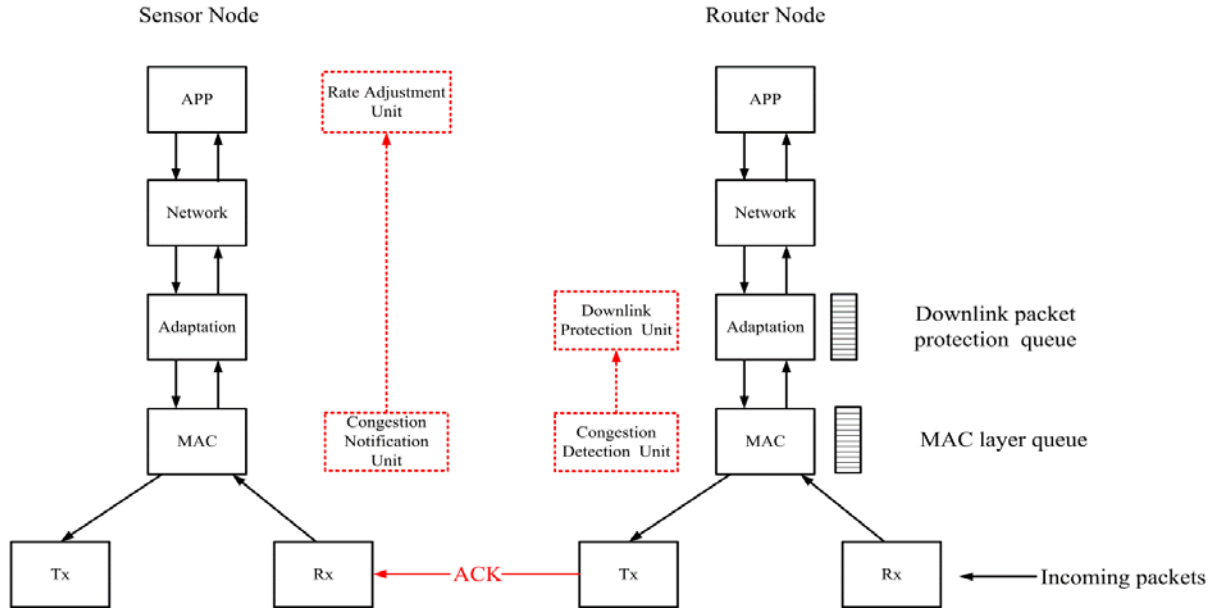 Sensor Node
Router Node
APP
Rate Adjustment
Unit
APP
Network
Network
Adaptation
Downlink
Protection Unit
Adaptation
Downlink packet
protection queue
MAC
Congestion
Notification
Unit
Congestion
Detection Unit
MAC
MAC layer queue
Tx
Rx
ACK
Tx
Rx
Incoming packets